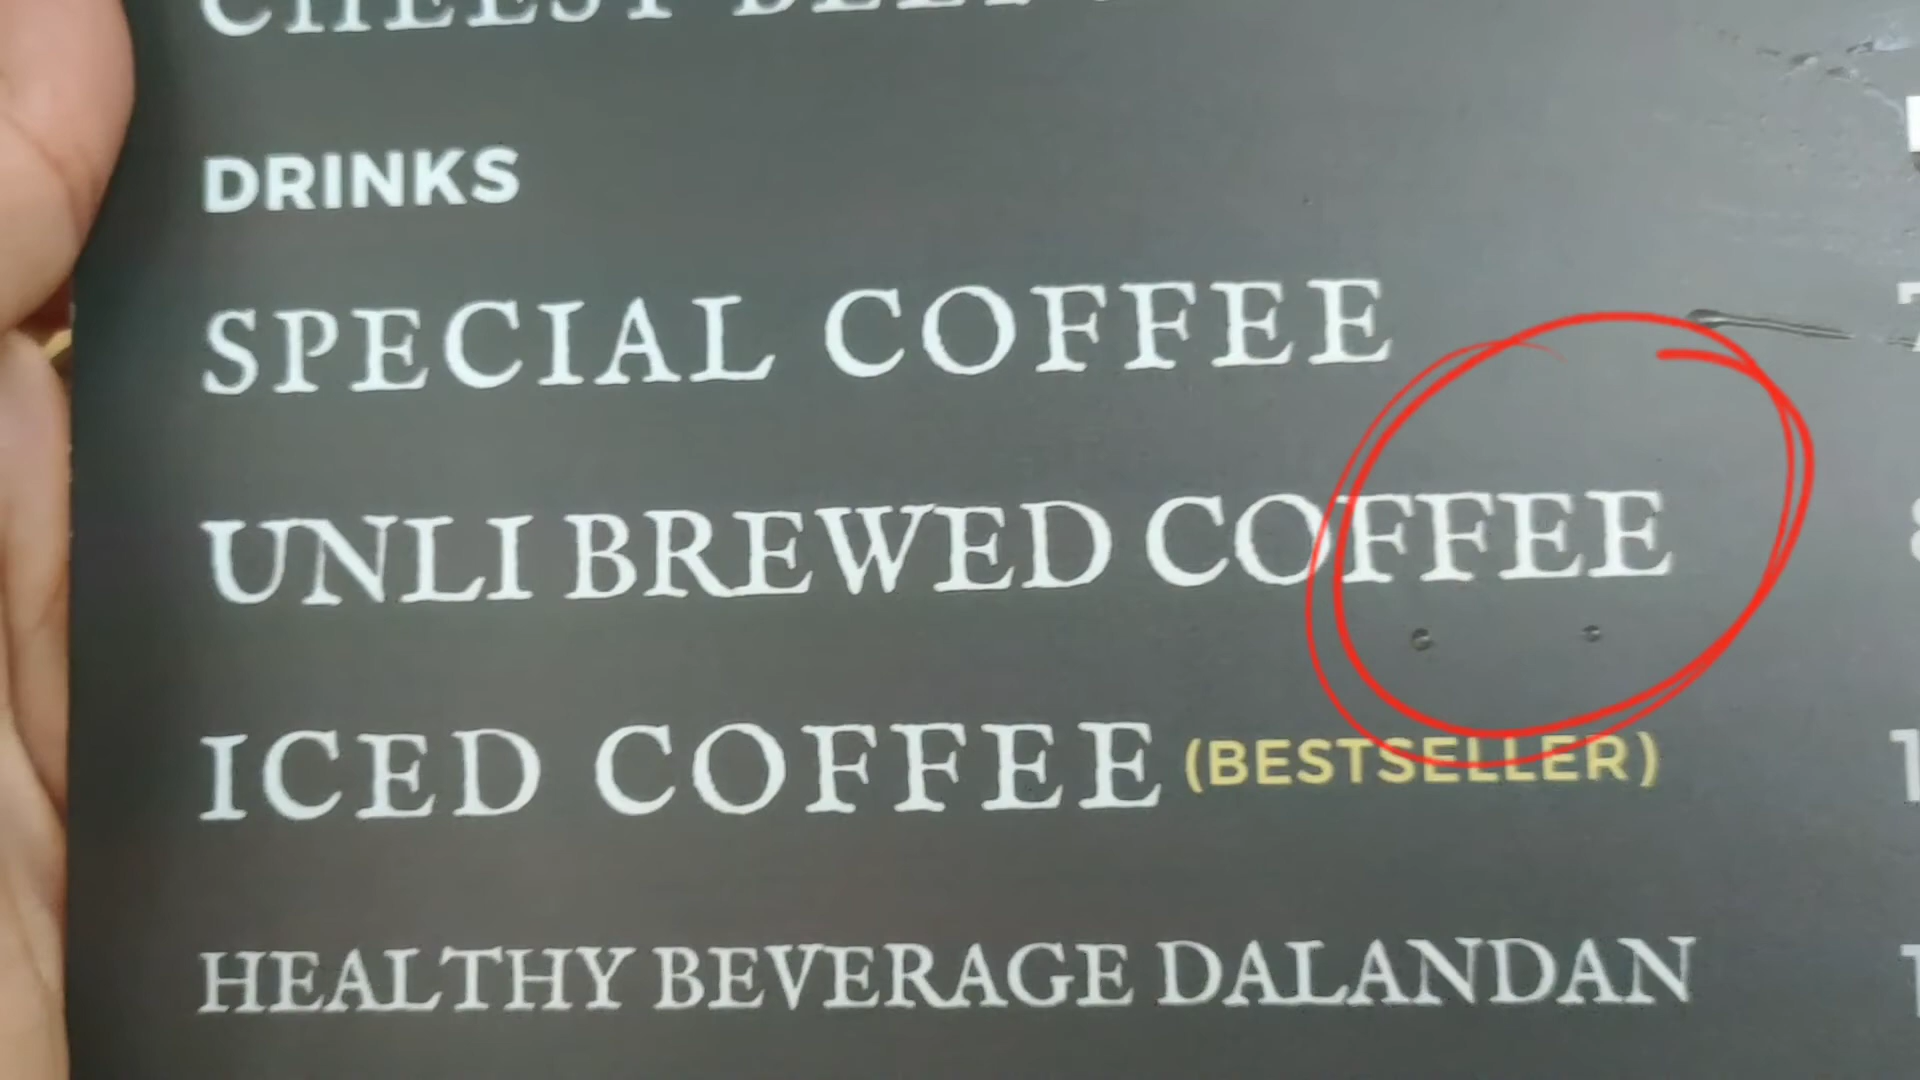 DRINKS
SPECIAL COFFEE
UNLI BREWED COFFEE
ICED COFFEE (BESTSELLER)
HEALTHY BEVERAGE DALANDAN